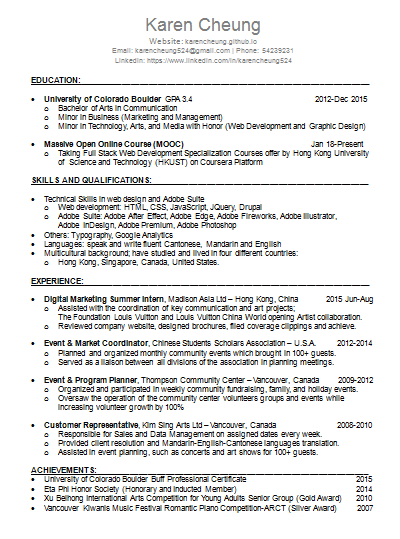 Karen Cheung
Website: karencheung.github.io
Email: karencheung524@gmail.com | Phone: 54239231
LinkedIn: https://www.linkedin.com/in/karencheung524
EDUCATION:
• University of Colorado Boulder GPA 3.4 2012-Dec 2015
o Bachelor of Arts in Communication
o Minor in Business (Marketing and Management)
o Minor in Technology, Arts, and Media with Honor (Web Development and Graphic Design)
• Massive Open Online Course (MOOC) Jan 18-Present
o Taking Full Stack Web Development Specialization Courses offer by Hong Kong University
of Science and Technology (HKUST) on Coursera Platform
SKILLS AND QUALIFICATIONS:
• Technical Skills in web design and Adobe Suite
o Web development: HTML, CSS, JavaScript, JQuery, Drupal
o Adobe Suite: Adobe After Effect, Adobe Edge, Adobe Fireworks, Adobe Illustrator,
Adobe InDesign, Adobe Premium, Adobe Photoshop
• Others: Typography, Google Analytics
• Languages: speak and write fluent Cantonese, Mandarin and English
• Multicultural background; have studied and lived in four different countries:
o Hong Kong, Singapore, Canada, United States.
EXPERIENCE:
• Digital Marketing Summer Intern, Madison Asia Ltd – Hong Kong, China 2015 Jun-Aug
o Assisted with the coordination of key communication and art projects;
The Foundation Louis Vuitton and Louis Vuitton China World opening Artist collaboration.
o Reviewed company website, designed brochures, filed coverage clippings and achieve.
• Event & Market Coordinator, Chinese Students Scholars Association – U.S.A. 2012-2014
o Planned and organized monthly community events which brought in 100+ guests.
o Served as a liaison between all divisions of the association in planning meetings.
• Event & Program Planner, Thompson Community Center – Vancouver, Canada 2009-2012
o Organized and participated in weekly community fundraising, family, and holiday events.
o Oversaw the operation of the community center volunteers groups and events while
increasing volunteer growth by 100%
• Customer Representative, Kim Sing Arts Ltd – Vancouver, Canada 2008-2010
o Responsible for Sales and Data Management on assigned dates every week.
o Provided client resolution and Mandarin-English-Cantonese languages translation.
o Assisted in event planning, such as concerts and art shows for 100+ guests.
ACHIEVEMENTS:
• University of Colorado Boulder Buff Professional Certificate 2015
• Eta Phi Honor Society (Honorary and Inducted Member) 2014
• Xu Beihong International Arts Competition for Young Adults Senior Group (Gold Award) 2010
• Vancouver Kiwanis Music Festival Romantic Piano Competition-ARCT (Silver Award) 2007